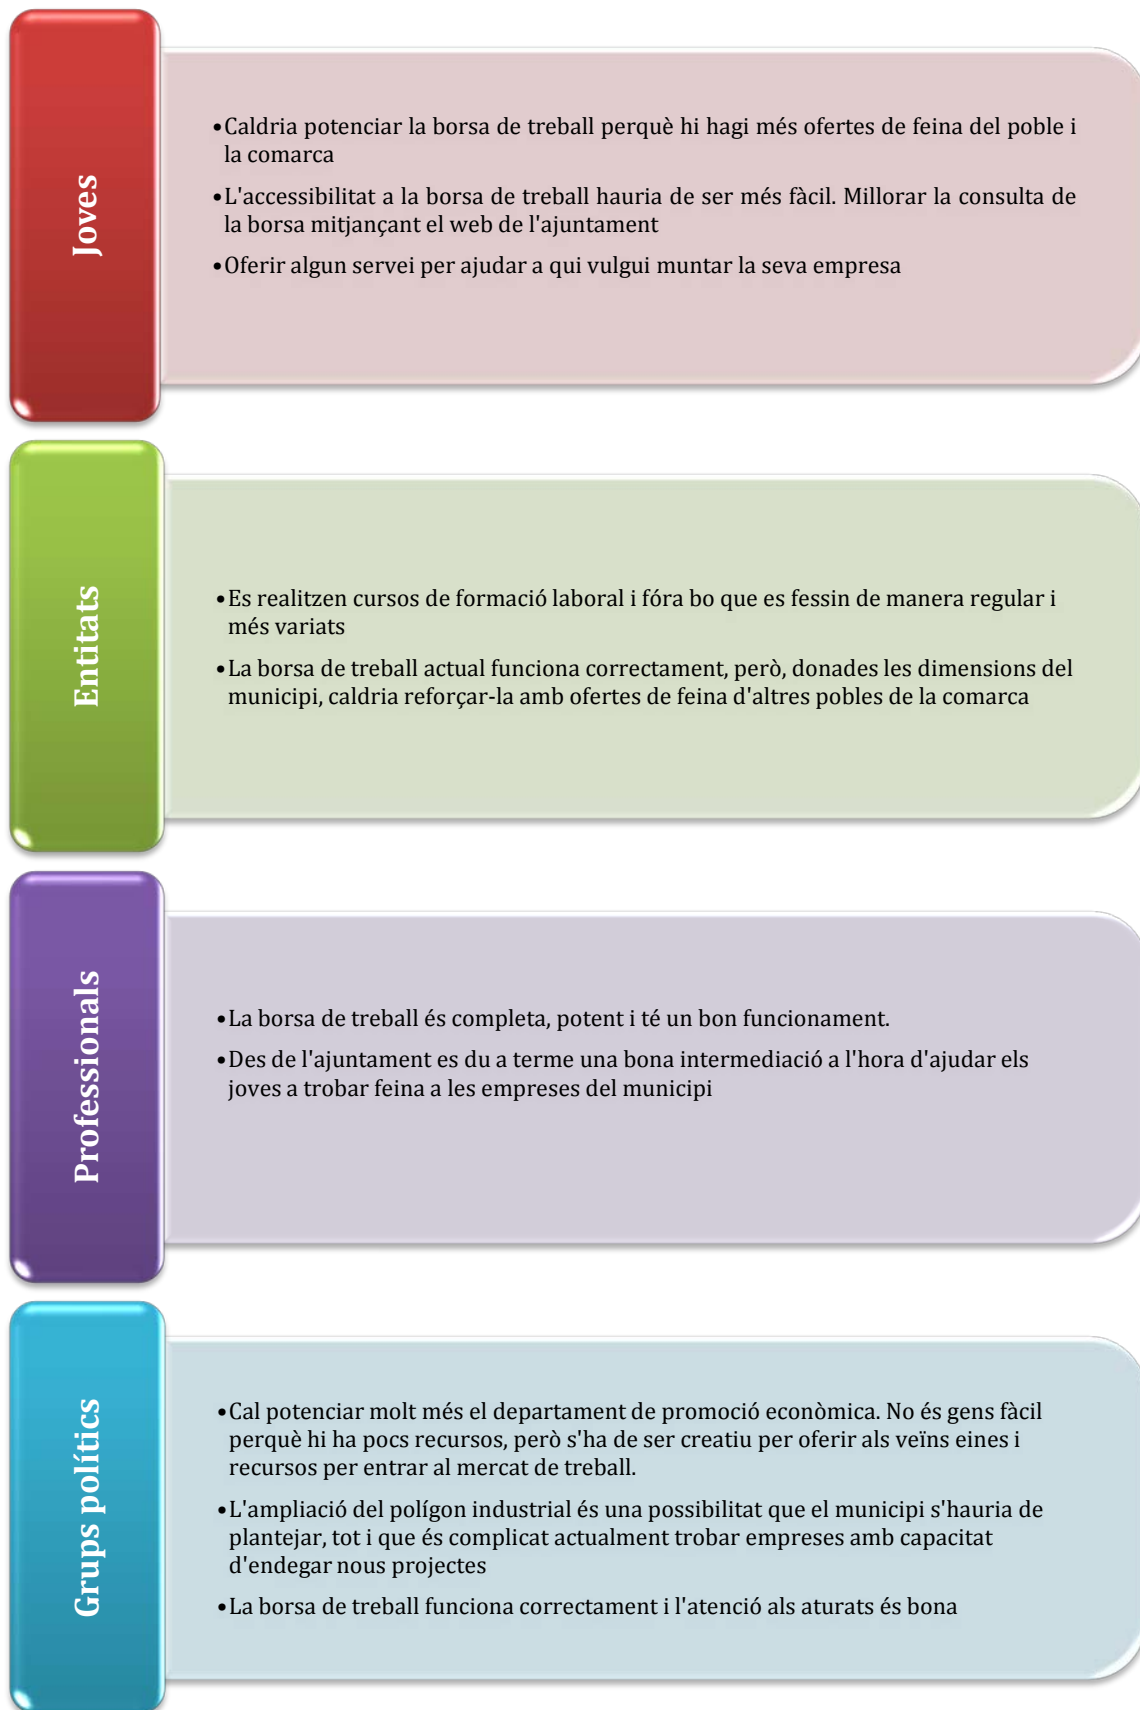 Joves
•Caldria potenciar la borsa de treball perquè hi hagi més ofertes de feina del poble i
la comarca
•L'accessibilitat a la borsa de treball hauria de ser més fàcil. Millorar la consulta de
la borsa mitjançant el web de l'ajuntament
•Oferir algun servei per ajudar a qui vulgui muntar la seva empresa
Entitats
•Es realitzen cursos de formació laboral i fóra bo que es fessin de manera regular i
més variats
•La borsa de treball actual funciona correctament, però, donades les dimensions del
municipi, caldria reforçar-la amb ofertes de feina d'altres pobles de la comarca
Professionals
•La borsa de treball és completa, potent i té un bon funcionament.
•Des de l'ajuntament es du a terme una bona intermediació a l'hora d'ajudar els
joves a trobar feina a les empreses del municipi
Grups polítics
•Cal potenciar molt més el departament de promoció econòmica. No és gens fàcil
perquè hi ha pocs recursos, però s'ha de ser creatiu per oferir als veïns eines i
recursos per entrar al mercat de treball.
•L'ampliació del polígon industrial és una possibilitat que el municipi s'hauria de
plantejar, tot i que és complicat actualment trobar empreses amb capacitat
d'endegar nous projectes
•La borsa de treball funciona correctament i l'atenció als aturats és bona